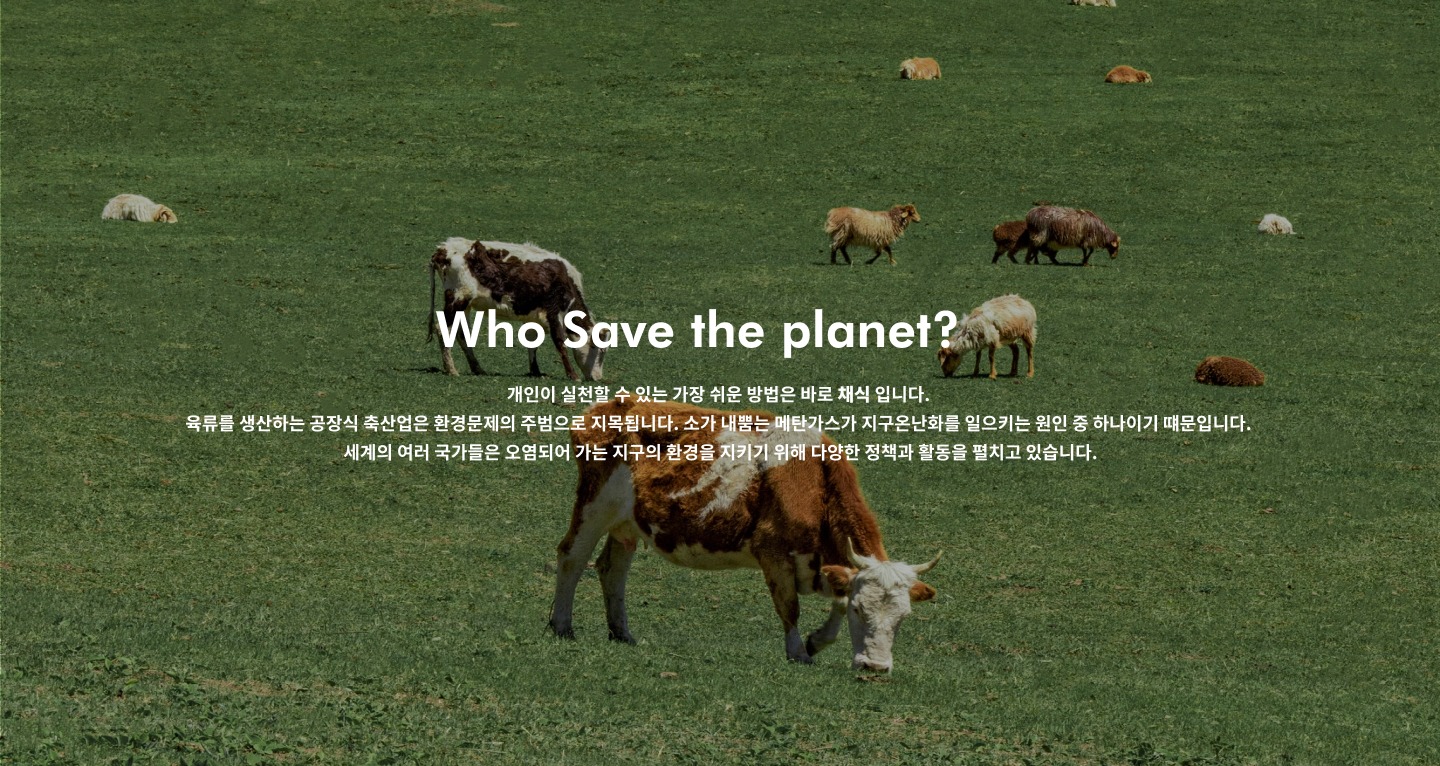 Who Save the planet?
개인이 실천할 수 있는 가장 쉬운 방법은 바로 채식 입니다.
육류를 생산하는 공장식 축산업은 환경문제의 주범으로 지목됩니다. 소가 내뿜는 메탄가스가 지구온난화를 일으키는 원인 중 하나이기 떄문입니다.
세계의 여러 국가들은 오염되어 가는 지구의 환경을 지키기 위해 다양한 정책과 활동을 펼치고 있습니다.